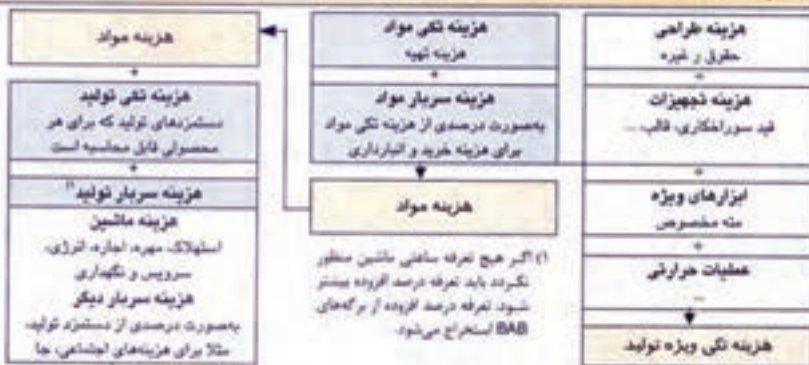 هزینه طراحی
حقوق و غیره
+
هزینه تجهیزات
قید سوراخکاری، قالب، ...
+
ابزارهای ویژه
مته مخصوص
+
عملیات حرارتی
...
هزینه تکی ویژه تولید
هزینه تکی مواد
هزینه تهیه
+
هزینه سربار مواد
به‌صورت درصدی از هزینه تکی مواد
برای هزینه خرید و انبارداری
هزینه مواد
۱) اگر هیچ تعرفه ساعتی ماشین منظور
نگردد باید تعرفه درصد افزوده بیشتر
شود. تعرفه درصد افزوده از برگه‌های
BAB استخراج می‌شود.
هزینه مواد
+
هزینه تکی تولید
دستمزدهای تولید که برای هر
محصولی قابل محاسبه است
+
هزینه سربار تولید(۱
هزینه ماشین
استهلاک، بهره، اجاره، انرژی،
سرویس و نگهداری
هزینه سربار دیگر
به‌صورت درصدی از دستمزد تولید،
مثلا برای هزینه‌های اجتماعی، جا